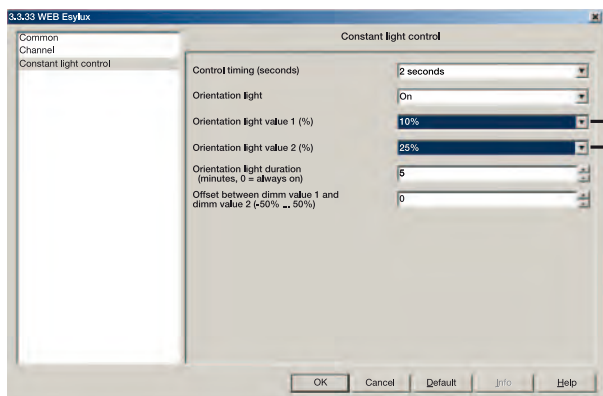 3.3.33 WEB Esylux
Common
Channel
Constant light control
Constant light control
Control timing (seconds)
2 seconds
Orientation light
On
Orientation light value 1 (%)
10%
Orientation light value 2 (%)
25%
Orientation light duration
(minutes, 0 = always on)
5
Offset between dimm value 1 and
dimm value 2 (-50% ... 50%)
0
OK
Cancel
Default
Info
Help